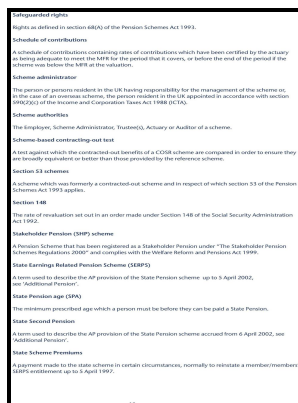 Safeguarded rights
Rights as defined in section 68(A) of the Pension Schemes Act 1993.
Schedule of contributions
A schedule of contributions containing rates of contributions which have been certified by the actuary
as being adequate to meet the MFR for the period that it covers, or before the end of the period if the
scheme was below the MFR at the valuation.
Scheme administrator
The person or persons resident in the UK having responsibility for the management of the scheme or,
in the case of an overseas scheme, the person resident in the UK appointed in accordance with section
590(2)(c) of the Income and Corporation Taxes Act 1988 (ICTA).
Scheme authorities
The Employer, Scheme Administrator, Trustee(s), Actuary or Auditor of a scheme.
Scheme-based contracting-out test
A test against which the contracted-out benefits of a COSR scheme are compared in order to ensure they
are broadly equivalent or better than those provided by the reference scheme.
Section 53 schemes
A scheme which was formerly a contracted-out scheme and in respect of which section 53 of the Pension
Schemes Act 1993 applies.
Section 148
The rate of revaluation set out in an order made under Section 148 of the Social Security Administration
Act 1992.
Stakeholder Pension (SHP) scheme
A Pension Scheme that has been registered as a Stakeholder Pension under "The Stakeholder Pension
Schemes Regulations 2000" and complies with the Welfare Reform and Pensions Act 1999.
State Earnings Related Pension Scheme (SERPS)
A term used to describe the AP provision of the State Pension scheme up to 5 April 2002,
see 'Additional Pension'.
State Pension age (SPA)
The minimum prescribed age which a person must be before they can be paid a State Pension.
State Second Pension
A term used to describe the AP provision of the State Pension scheme accrued from 6 April 2002, see
'Additional Pension'.
State Scheme Premiums
A payment made to the state scheme in certain circumstances, normally to reinstate a member/members
SERPS entitlement up to 5 April 1997.